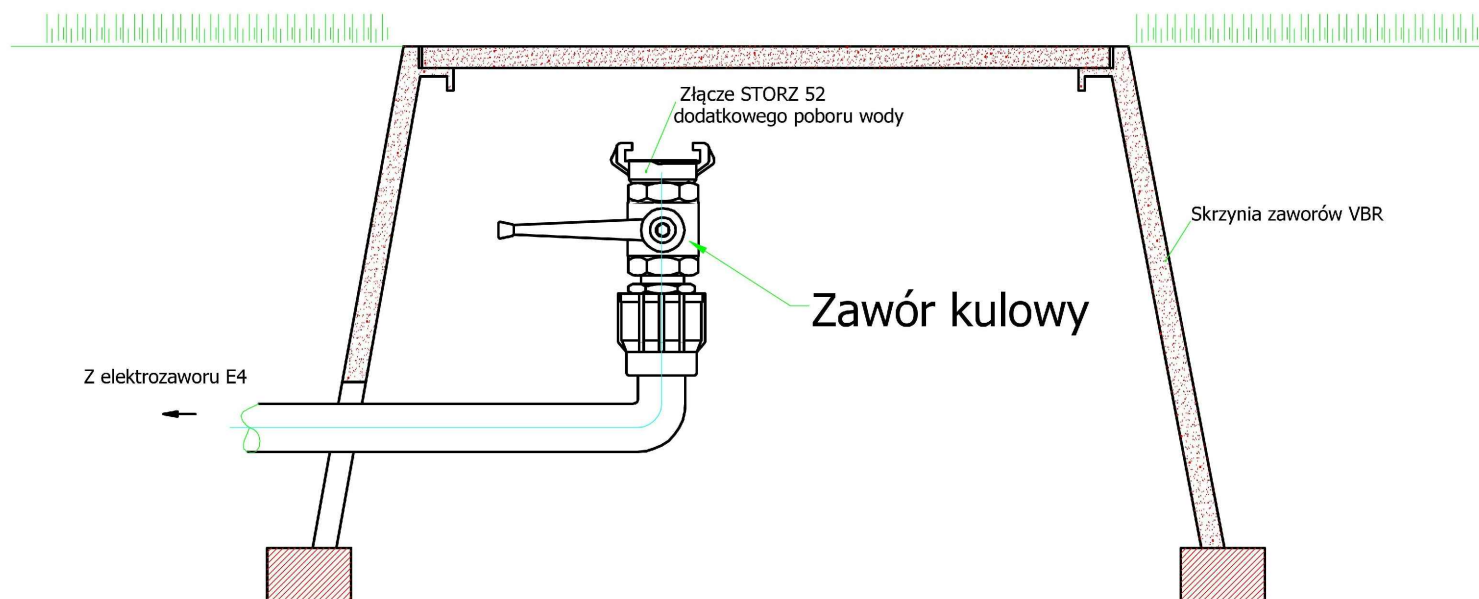 Złącze STORZ 52
dodatkowego poboru wody
Skrzynia zaworów VBR
Zawór kulowy
Z elektrozaworu E4